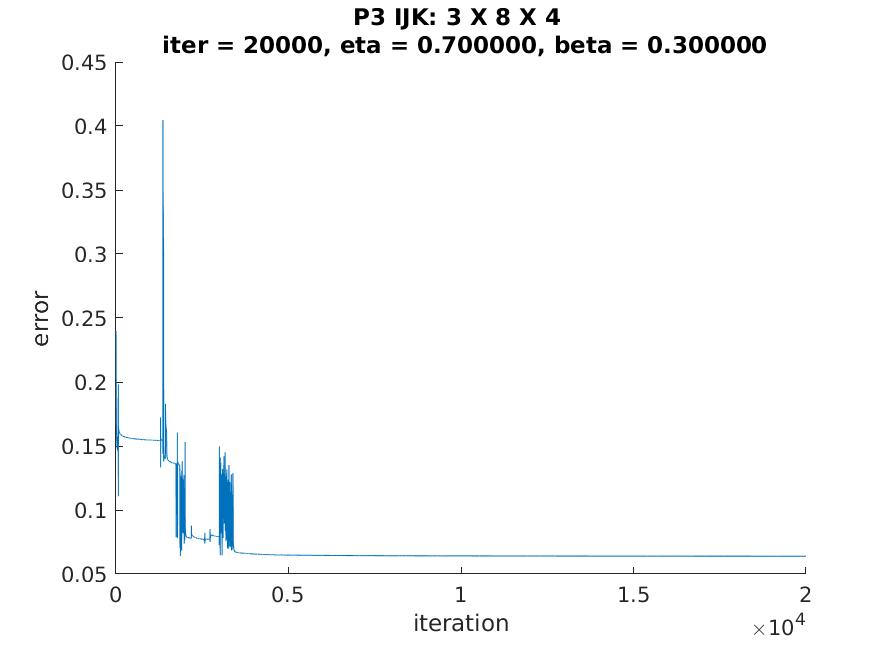 P3 IJK: 3 X 8 X 4
iter = 20000, eta = 0.700000, beta = 0.300000
0.45
0.4
0.35
0.3
0.25
0.2
0.15
0.1
0.05
error
0 0.5 1 1.5 2
iteration
×10⁴